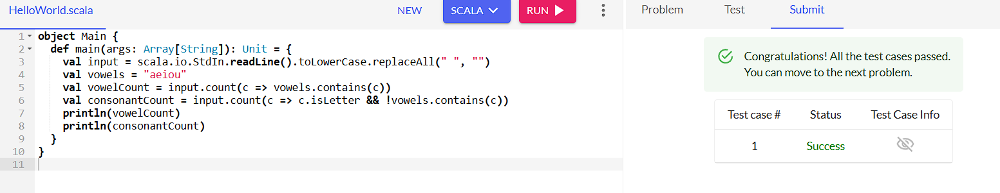 HelloWorld.scala
NEW
SCALA
RUN
1 object Main {
2 def main(args: Array[String]): Unit = {
3 val input = scala.io.StdIn.readLine().toLowerCase.replaceAll(" ", "")
4 val vowels = "aeiou"
5 val vowelCount = input.count(c => vowels.contains(c))
6 val consonantCount = input.count(c => c.isLetter && !vowels.contains(c))
7 println(vowelCount)
8 println(consonantCount)
9 }
10 }
11
Problem Test Submit
Congratulations! All the test cases passed.
You can move to the next problem.
Test case # Status Test Case Info
1 Success